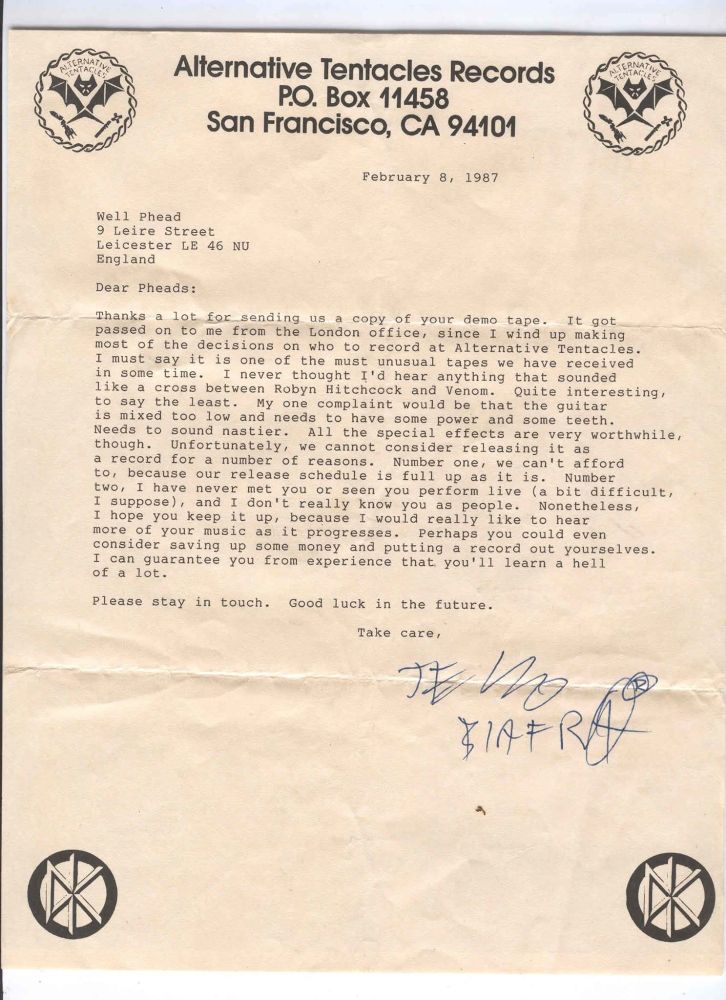 ALTERNATIVE
TENTACLES
ALTERNATIVE
TENTACLES
Alternative Tentacles Records
P.O. Box 11458
San Francisco, CA 94101
February 8, 1987
Well Phead
9 Leire Street
Leicester LE 46 NU
England
Dear Pheads:
Thanks a lot for sending us a copy of your demo tape.  It got
passed on to me from the London office, since I wind up making
most of the decisions on who to record at Alternative Tentacles.
I must say it is one of the must unusual tapes we have received
in some time.  I never thought I'd hear anything that sounded
like a cross between Robyn Hitchcock and Venom.  Quite interesting,
to say the least.  My one complaint would be that the guitar
is mixed too low and needs to have some power and some teeth.
Needs to sound nastier.  All the special effects are very worthwhile,
though.  Unfortunately, we cannot consider releasing it as
a record for a number of reasons.  Number one, we can't afford
to, because our release schedule is full up as it is.  Number
two, I have never met you or seen you perform live (a bit difficult,
I suppose), and I don't really know you as people.  Nonetheless,
I hope you keep it up, because I would really like to hear
more of your music as it progresses.  Perhaps you could even
consider saving up some money and putting a record out yourselves.
I can guarantee you from experience that you'll learn a hell
of a lot.
Please stay in touch.  Good luck in the future.
Take care,
JELLO
BIAFRA ®
DK
DK